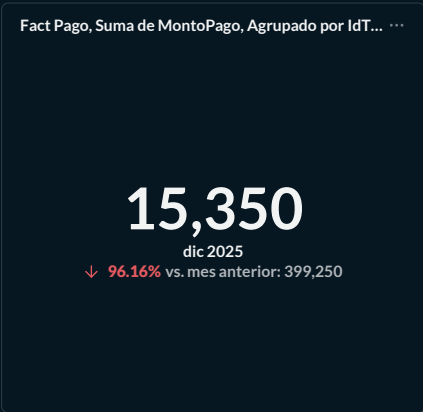 Fact Pago, Suma de MontoPago, Agrupado por IdT...
15,350
dic 2025
↓ 96.16% vs. mes anterior: 399,250